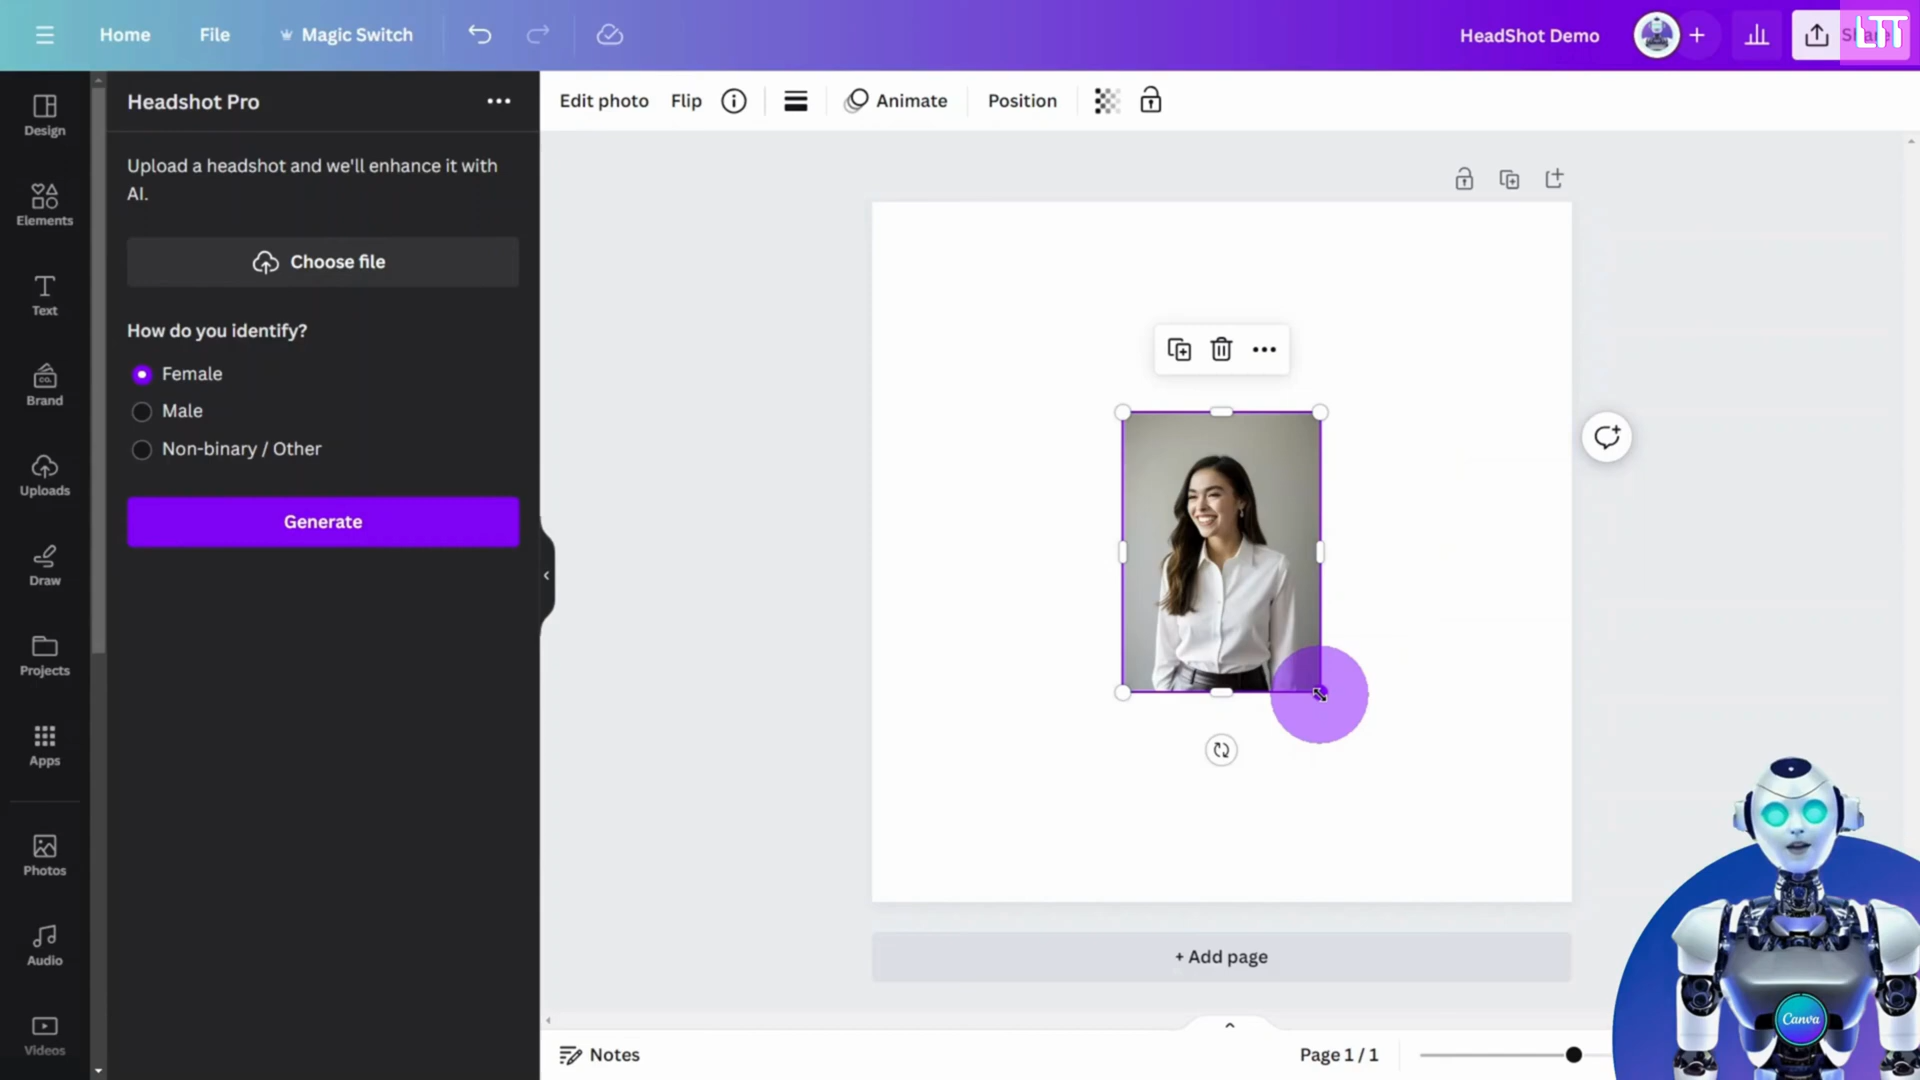 Home
File
Magic Switch
HeadShot Demo
LTT
Design
Elements
Text
Brand
CO.
Uploads
Draw
Projects
Apps
Photos
Audio
Videos
Headshot Pro
Upload a headshot and we'll enhance it with
AI.
Choose file
How do you identify?
Female
Male
Non-binary / Other
Generate
Edit photo
Flip
Animate
Position
+ Add page
Notes
Page 1 / 1
Canva